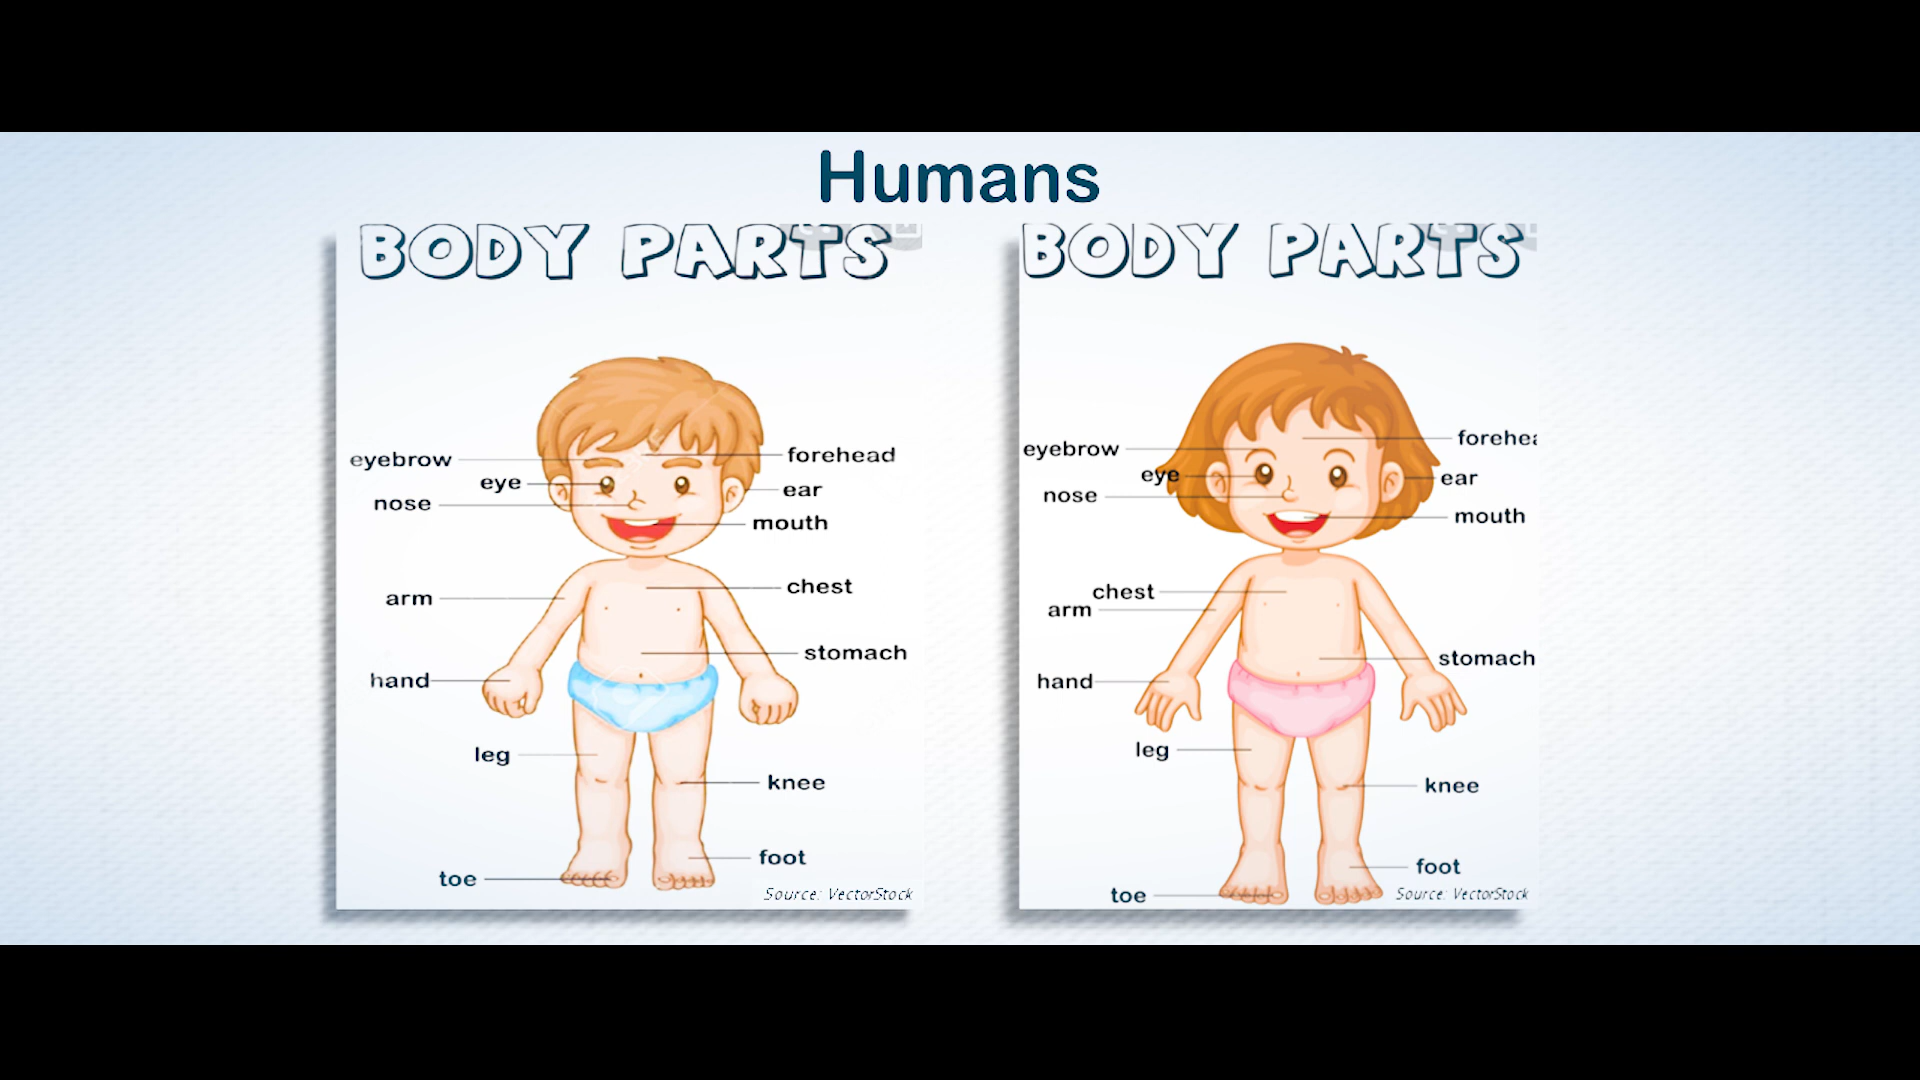 Humans
BODY PARTS
eyebrow
forehead
eye
ear
nose
mouth
chest
arm
stomach
hand
leg
knee
foot
toe
Source: VectorStock
BODY PARTS
forehea
eyebrow
eye
ear
nose
mouth
chest
arm
stomach
hand
leg
knee
foot
toe
Source: VectorStock